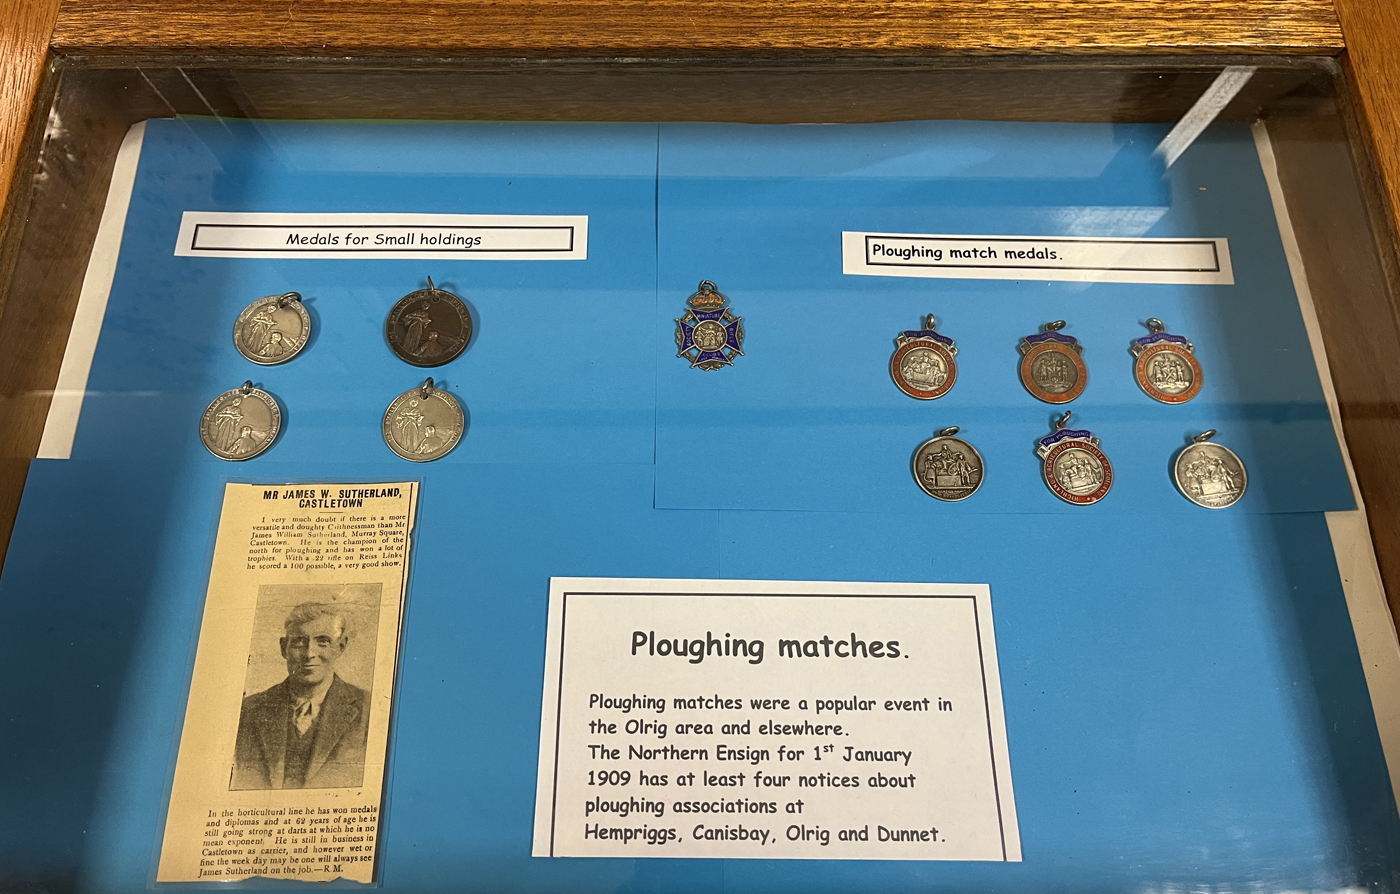 Medals for Small holdings
Ploughing match medals.
MINIATURE
FOR PLOUGHING
MR JAMES W. SUTHERLAND,
CASTLETOWN
I very much doubt if there is a more
versatile and doughty Caithnessman than Mr
James William Sutherland, Murray Square,
Castletown. He is the champion of the
north for ploughing and has won a lot of
trophies. With a .22 rifle on Reiss Links
he scored a 100 possible, a very good show.
In the horticultural line he has won medals
and diplomas and at 62 years of age he is
still going strong at darts at which he is no
mean exponent. He is still in business in
Castletown as carrier, and however wet or
fine the week day may be one will always see
James Sutherland on the job.—R M.
Ploughing matches.
Ploughing matches were a popular event in
the Olrig area and elsewhere.
The Northern Ensign for 1st January
1909 has at least four notices about
ploughing associations at
Hempriggs, Canisbay, Olrig and Dunnet.